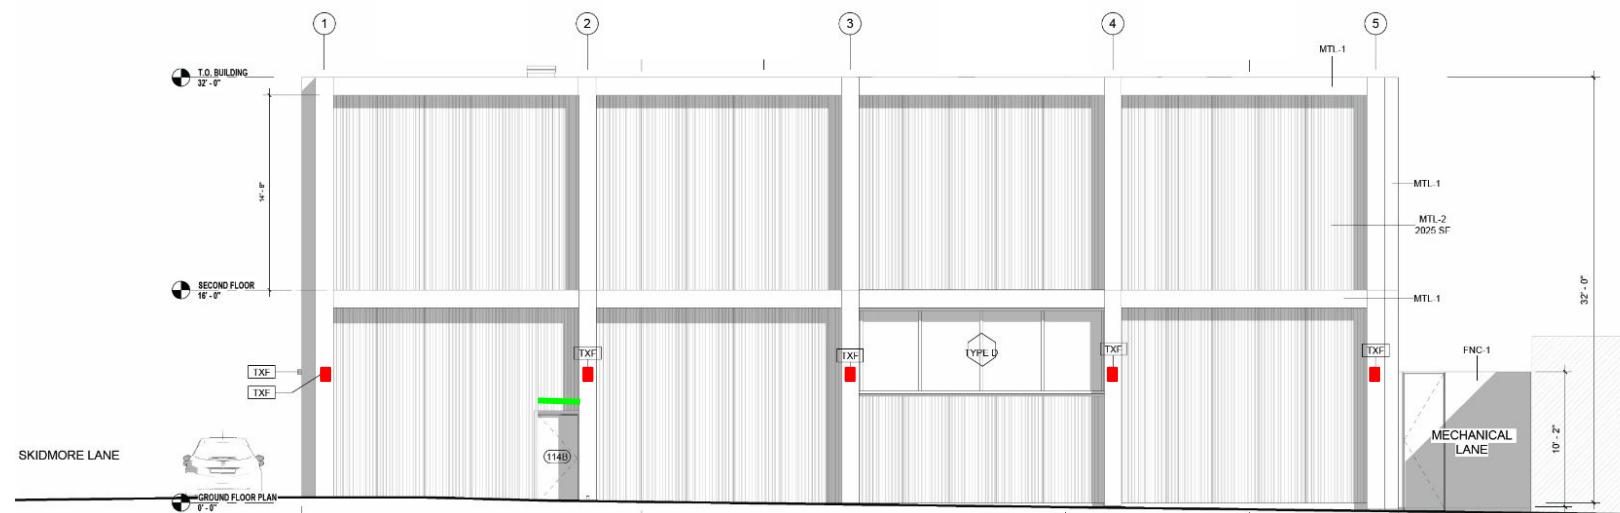 1
2
3
4
5
MTL-1
T.O. BUILDING
32' - 0"
14' - 8"
MTL-1
MTL-2
2025 SF
SECOND FLOOR
16' - 0"
MTL-1
32' - 0"
TXF
TXF
TXF
TXF
TYPE D
FNC-1
TXF
TXF
SKIDMORE LANE
114B
MECHANICAL
LANE
10' - 2"
GROUND FLOOR PLAN
0' - 0"